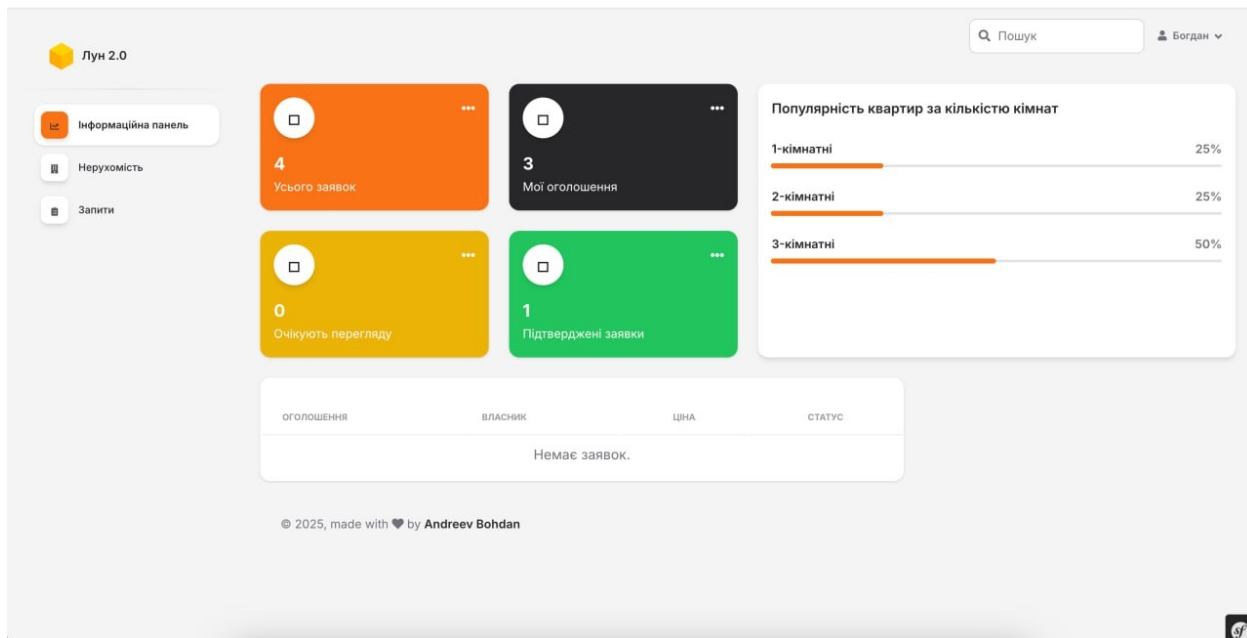 Лун 2.0
Пошук
Богдан
Інформаційна панель
Нерухомість
Запити
4
Усього заявок
3
Мої оголошення
0
Очікують перегляду
1
Підтверджені заявки
Популярність квартир за кількістю кімнат
1-кімнатні 25%
2-кімнатні 25%
3-кімнатні 50%
ОГОЛОШЕННЯ ВЛАСНИК ЦІНА СТАТУС
Немає заявок.
© 2025, made with ♥ by Andreev Bohdan